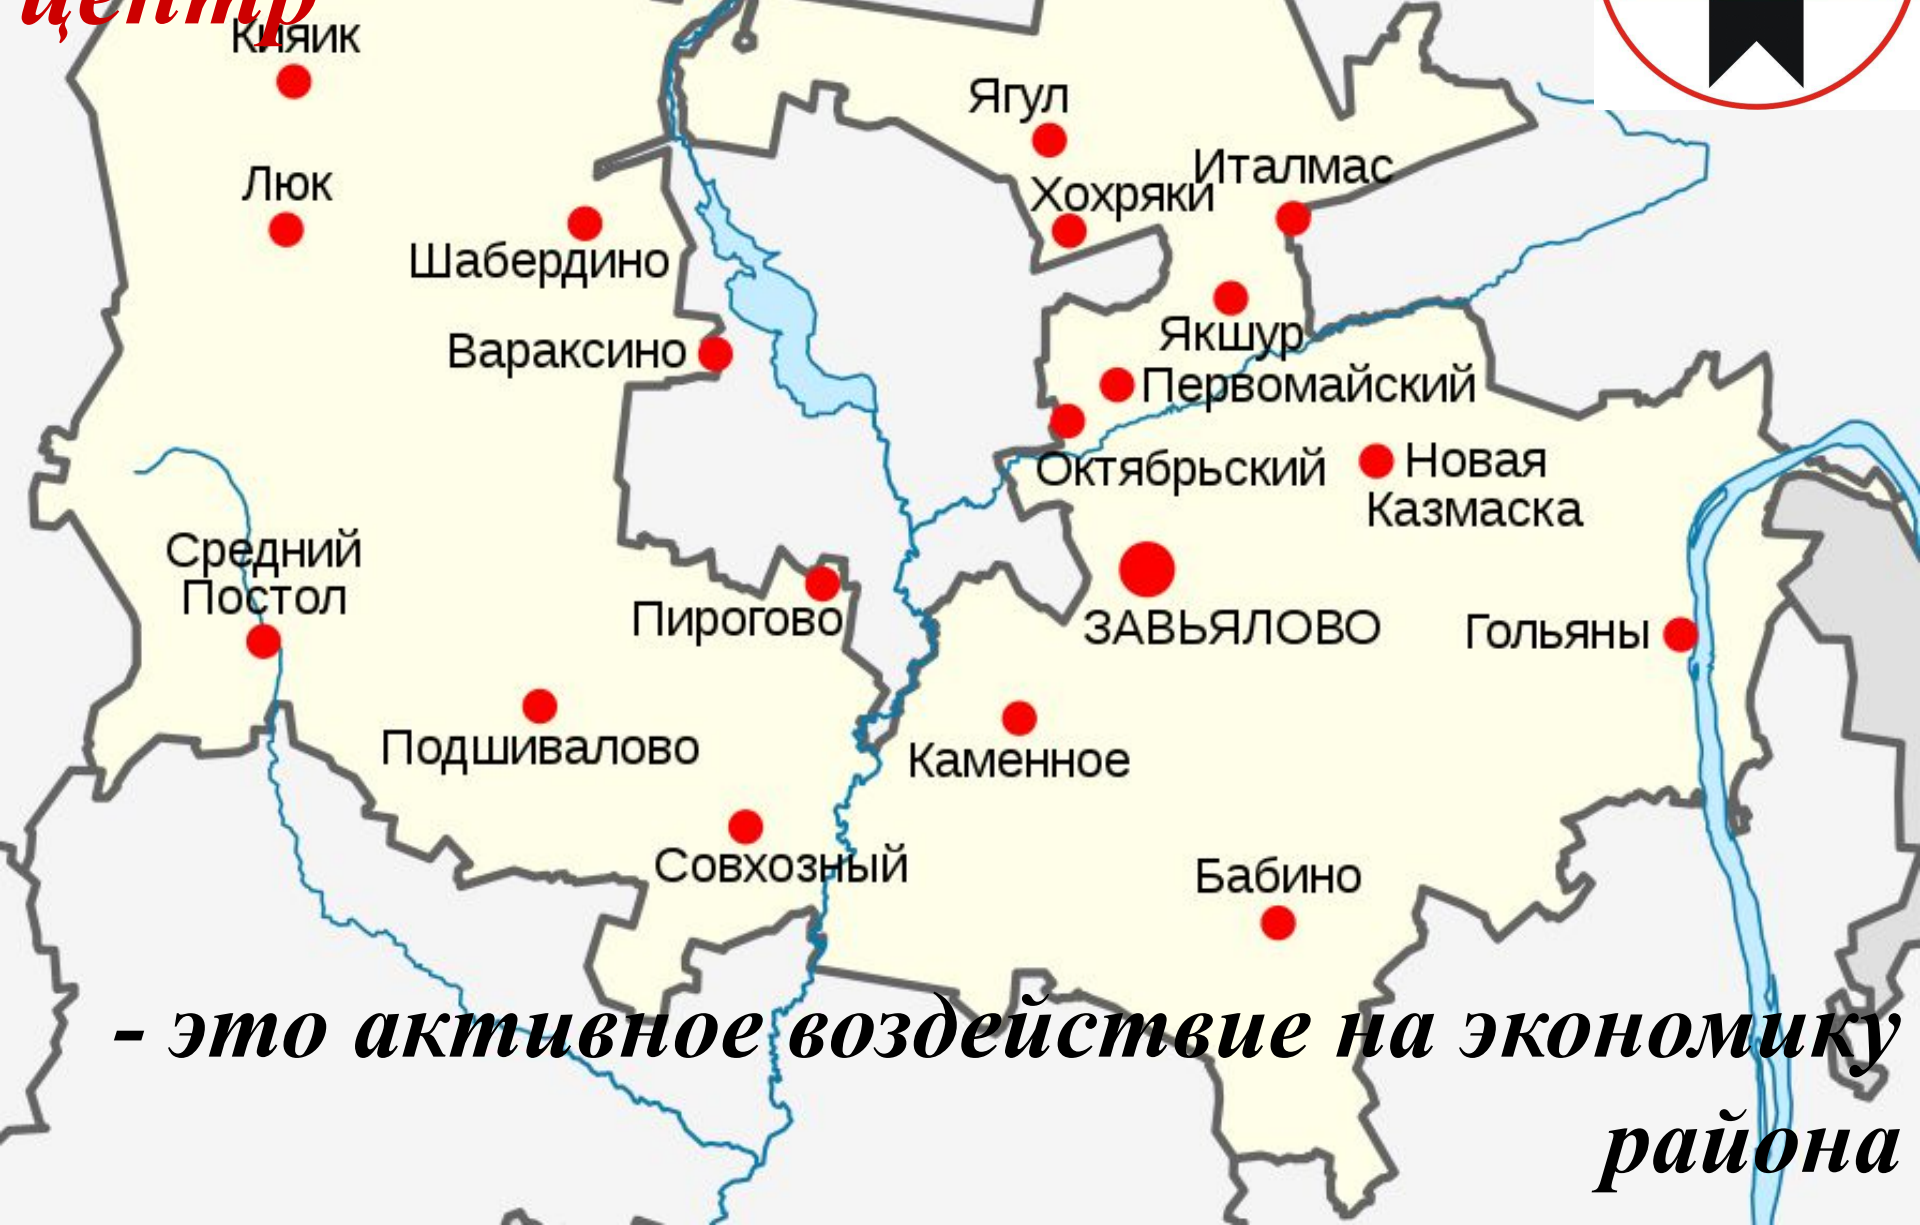 центр
Кияик
Ягул
Италмас
Люк
Хохряки
Шабердино
Якшур
Вараксино
Первомайский
Октябрьский
Новая
Казмаска
Средний
Постол
Пирогово
ЗАВЬЯЛОВО
Гольяны
Подшивалово
Каменное
Совхозный
Бабино
- это активное воздействие на экономику
района